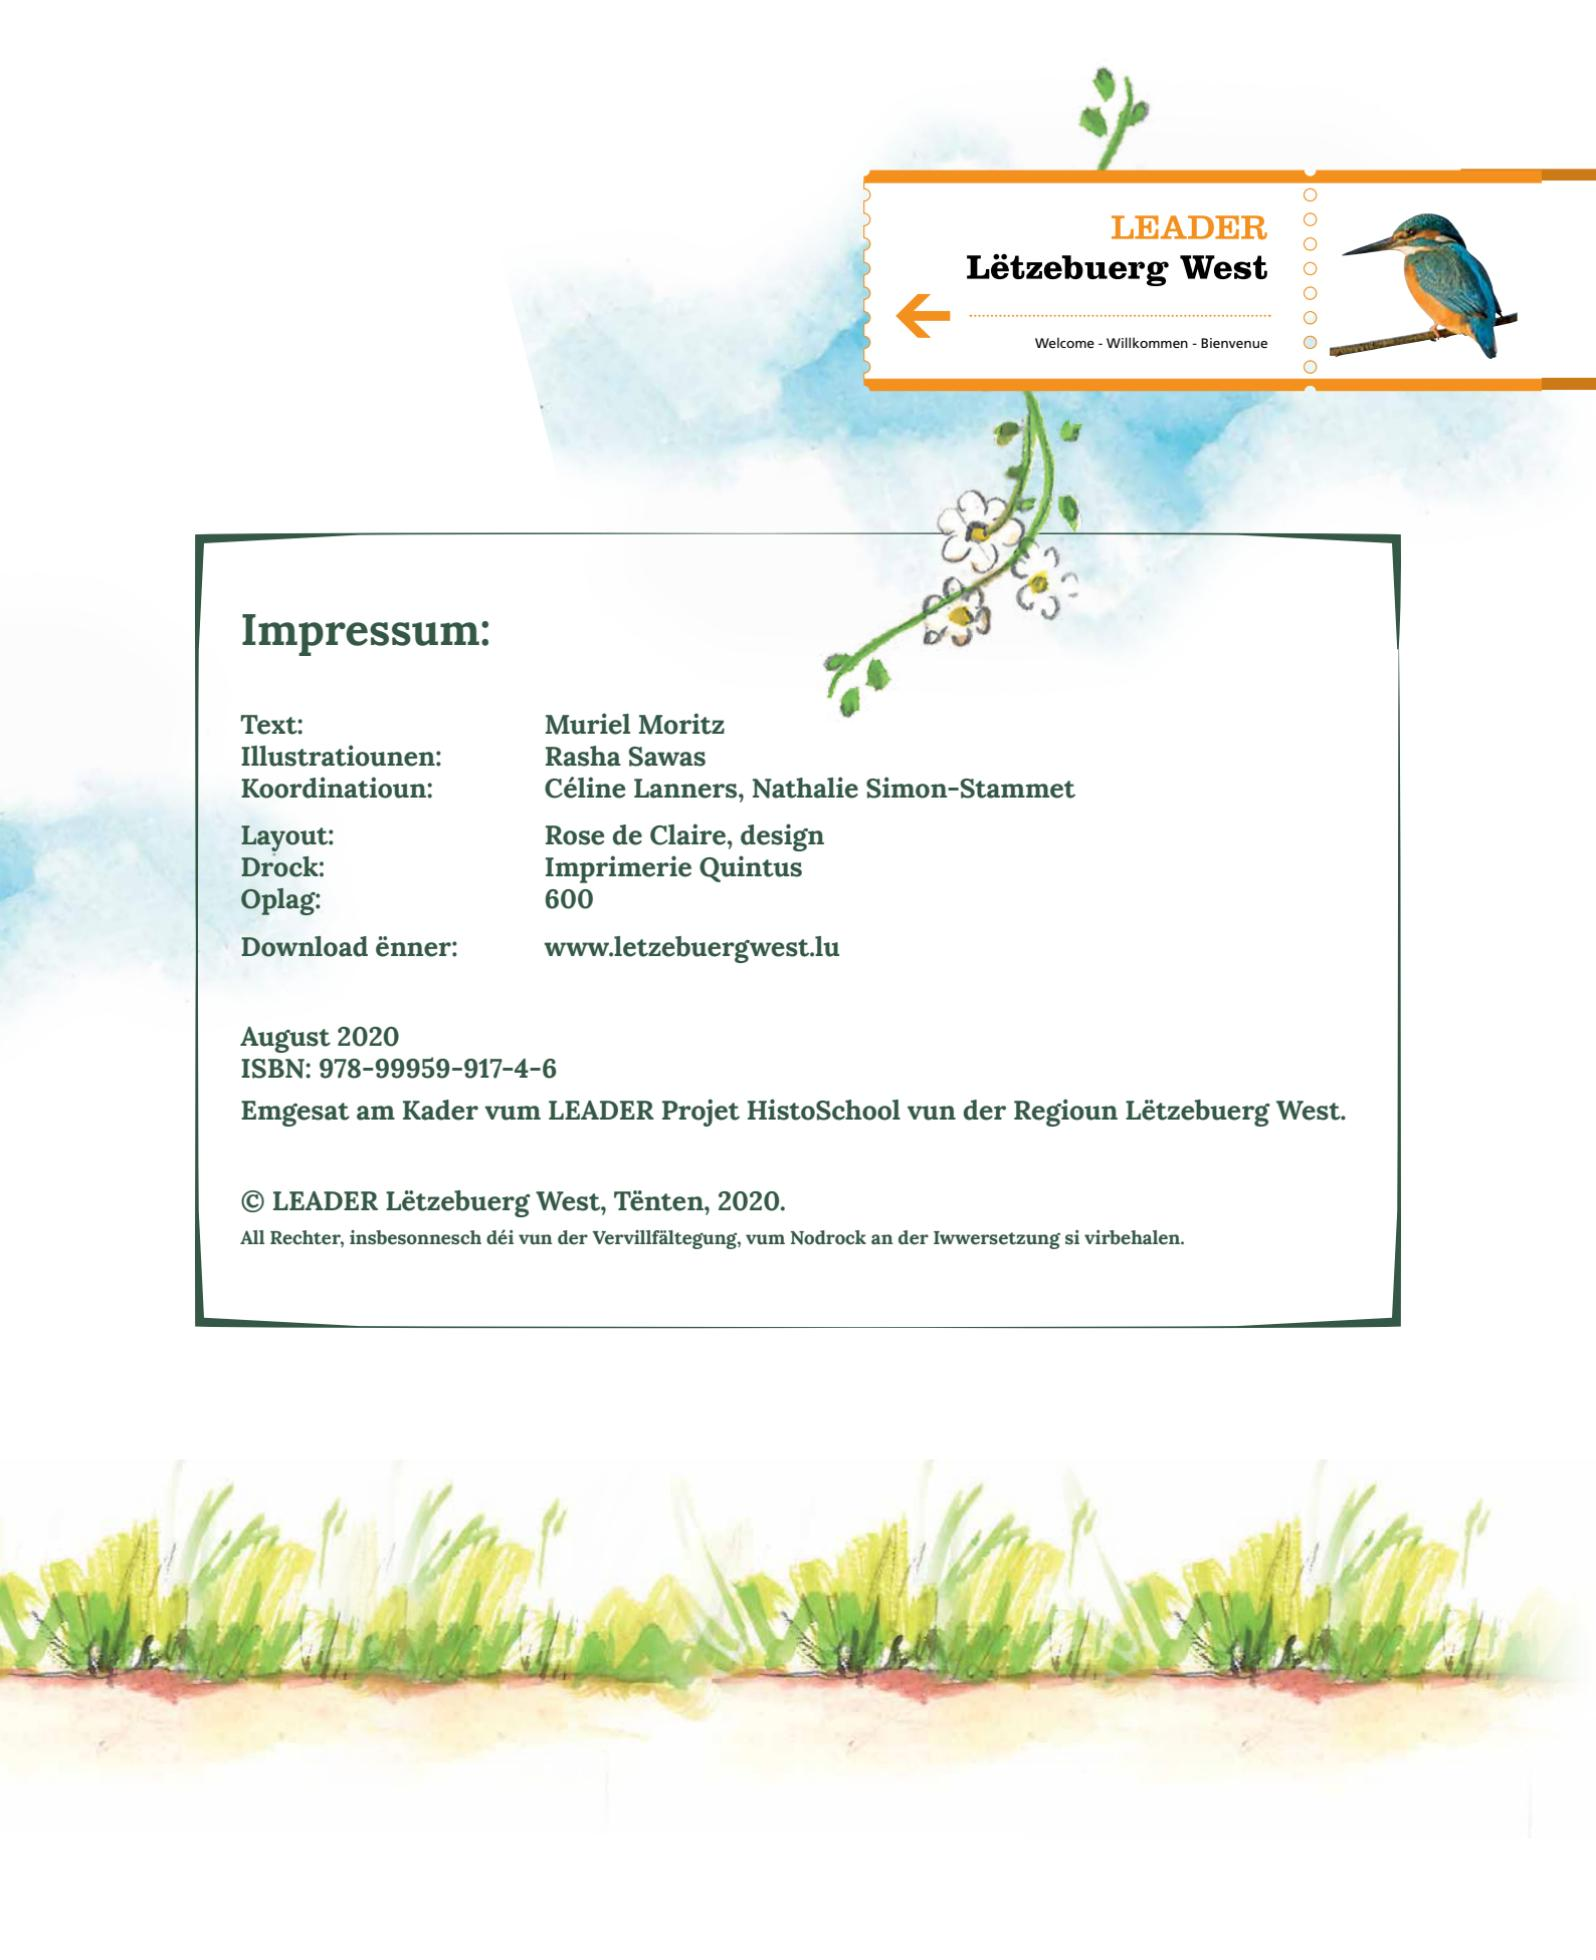 LEADER
Lëtzebuerg West
Welcome - Willkommen - Bienvenue
Impressum:
Text: Muriel Moritz
Illustratiounen: Rasha Sawas
Koordinatioun: Céline Lanners, Nathalie Simon-Stammet
Layout: Rose de Claire, design
Drock: Imprimerie Quintus
Oplag: 600
Download ënner: www.letzebuergwest.lu
August 2020
ISBN: 978-99959-917-4-6
Emgesat am Kader vum LEADER Projet HistoSchool vun der Regioun Lëtzebuerg West.
© LEADER Lëtzebuerg West, Tënten, 2020.
All Rechter, insbesonnesch déi vun der Vervillfältegung, vum Nodrock an der Iwwersetzung si virbehalen.